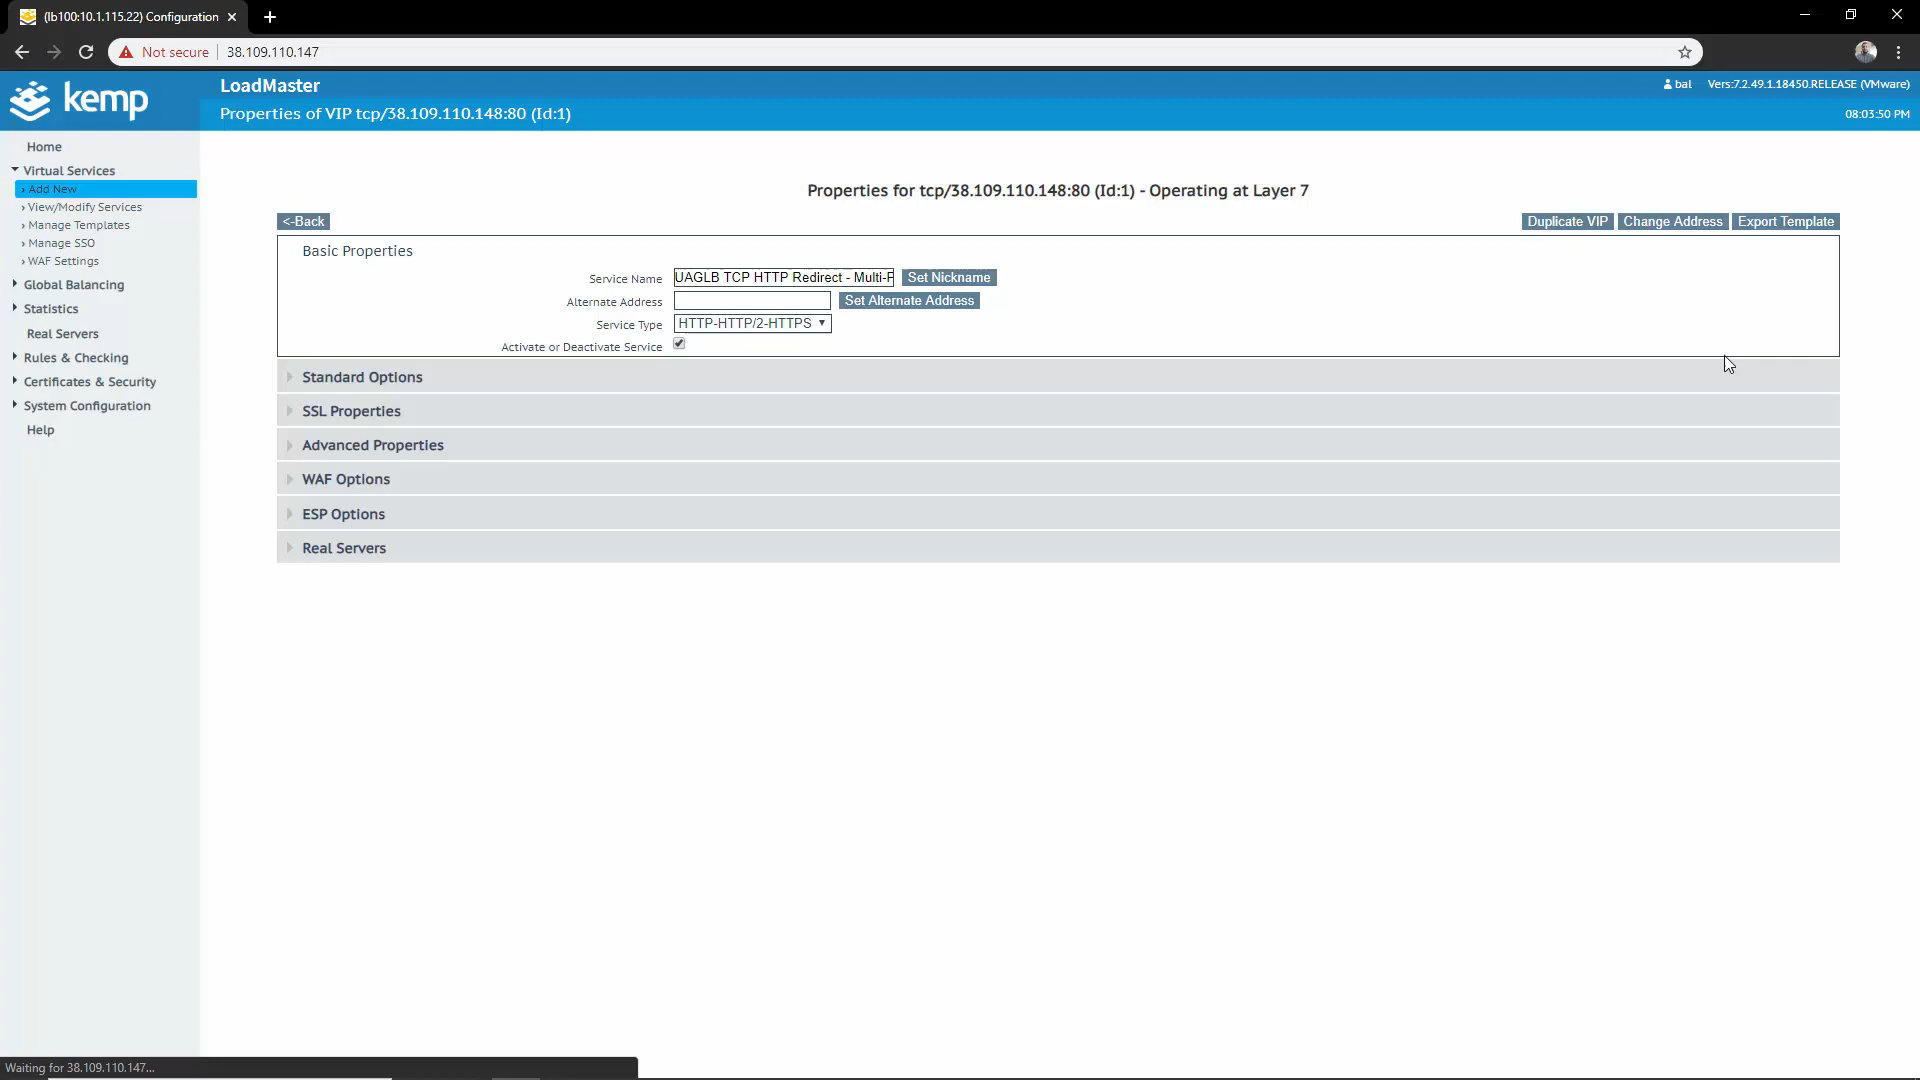 (lb100:10.1.115.22) Configuration
Not secure
38.109.110.147
kemp
LoadMaster
bal
Vers:7.2.49.1.18450.RELEASE (VMware)
Properties of VIP tcp/38.109.110.148:80 (Id:1)
08:03:50 PM
Home
Virtual Services
› Add New
› View/Modify Services
› Manage Templates
› Manage SSO
› WAF Settings
Global Balancing
Statistics
Real Servers
Rules & Checking
Certificates & Security
System Configuration
Help
Properties for tcp/38.109.110.148:80 (Id:1) - Operating at Layer 7
<-Back
Duplicate VIP
Change Address
Export Template
Basic Properties
Service Name
UAGLB TCP HTTP Redirect - Multi-P
Set Nickname
Alternate Address
Set Alternate Address
Service Type
HTTP-HTTP/2-HTTPS
Activate or Deactivate Service
Standard Options
SSL Properties
Advanced Properties
WAF Options
ESP Options
Real Servers
Waiting for 38.109.110.147...